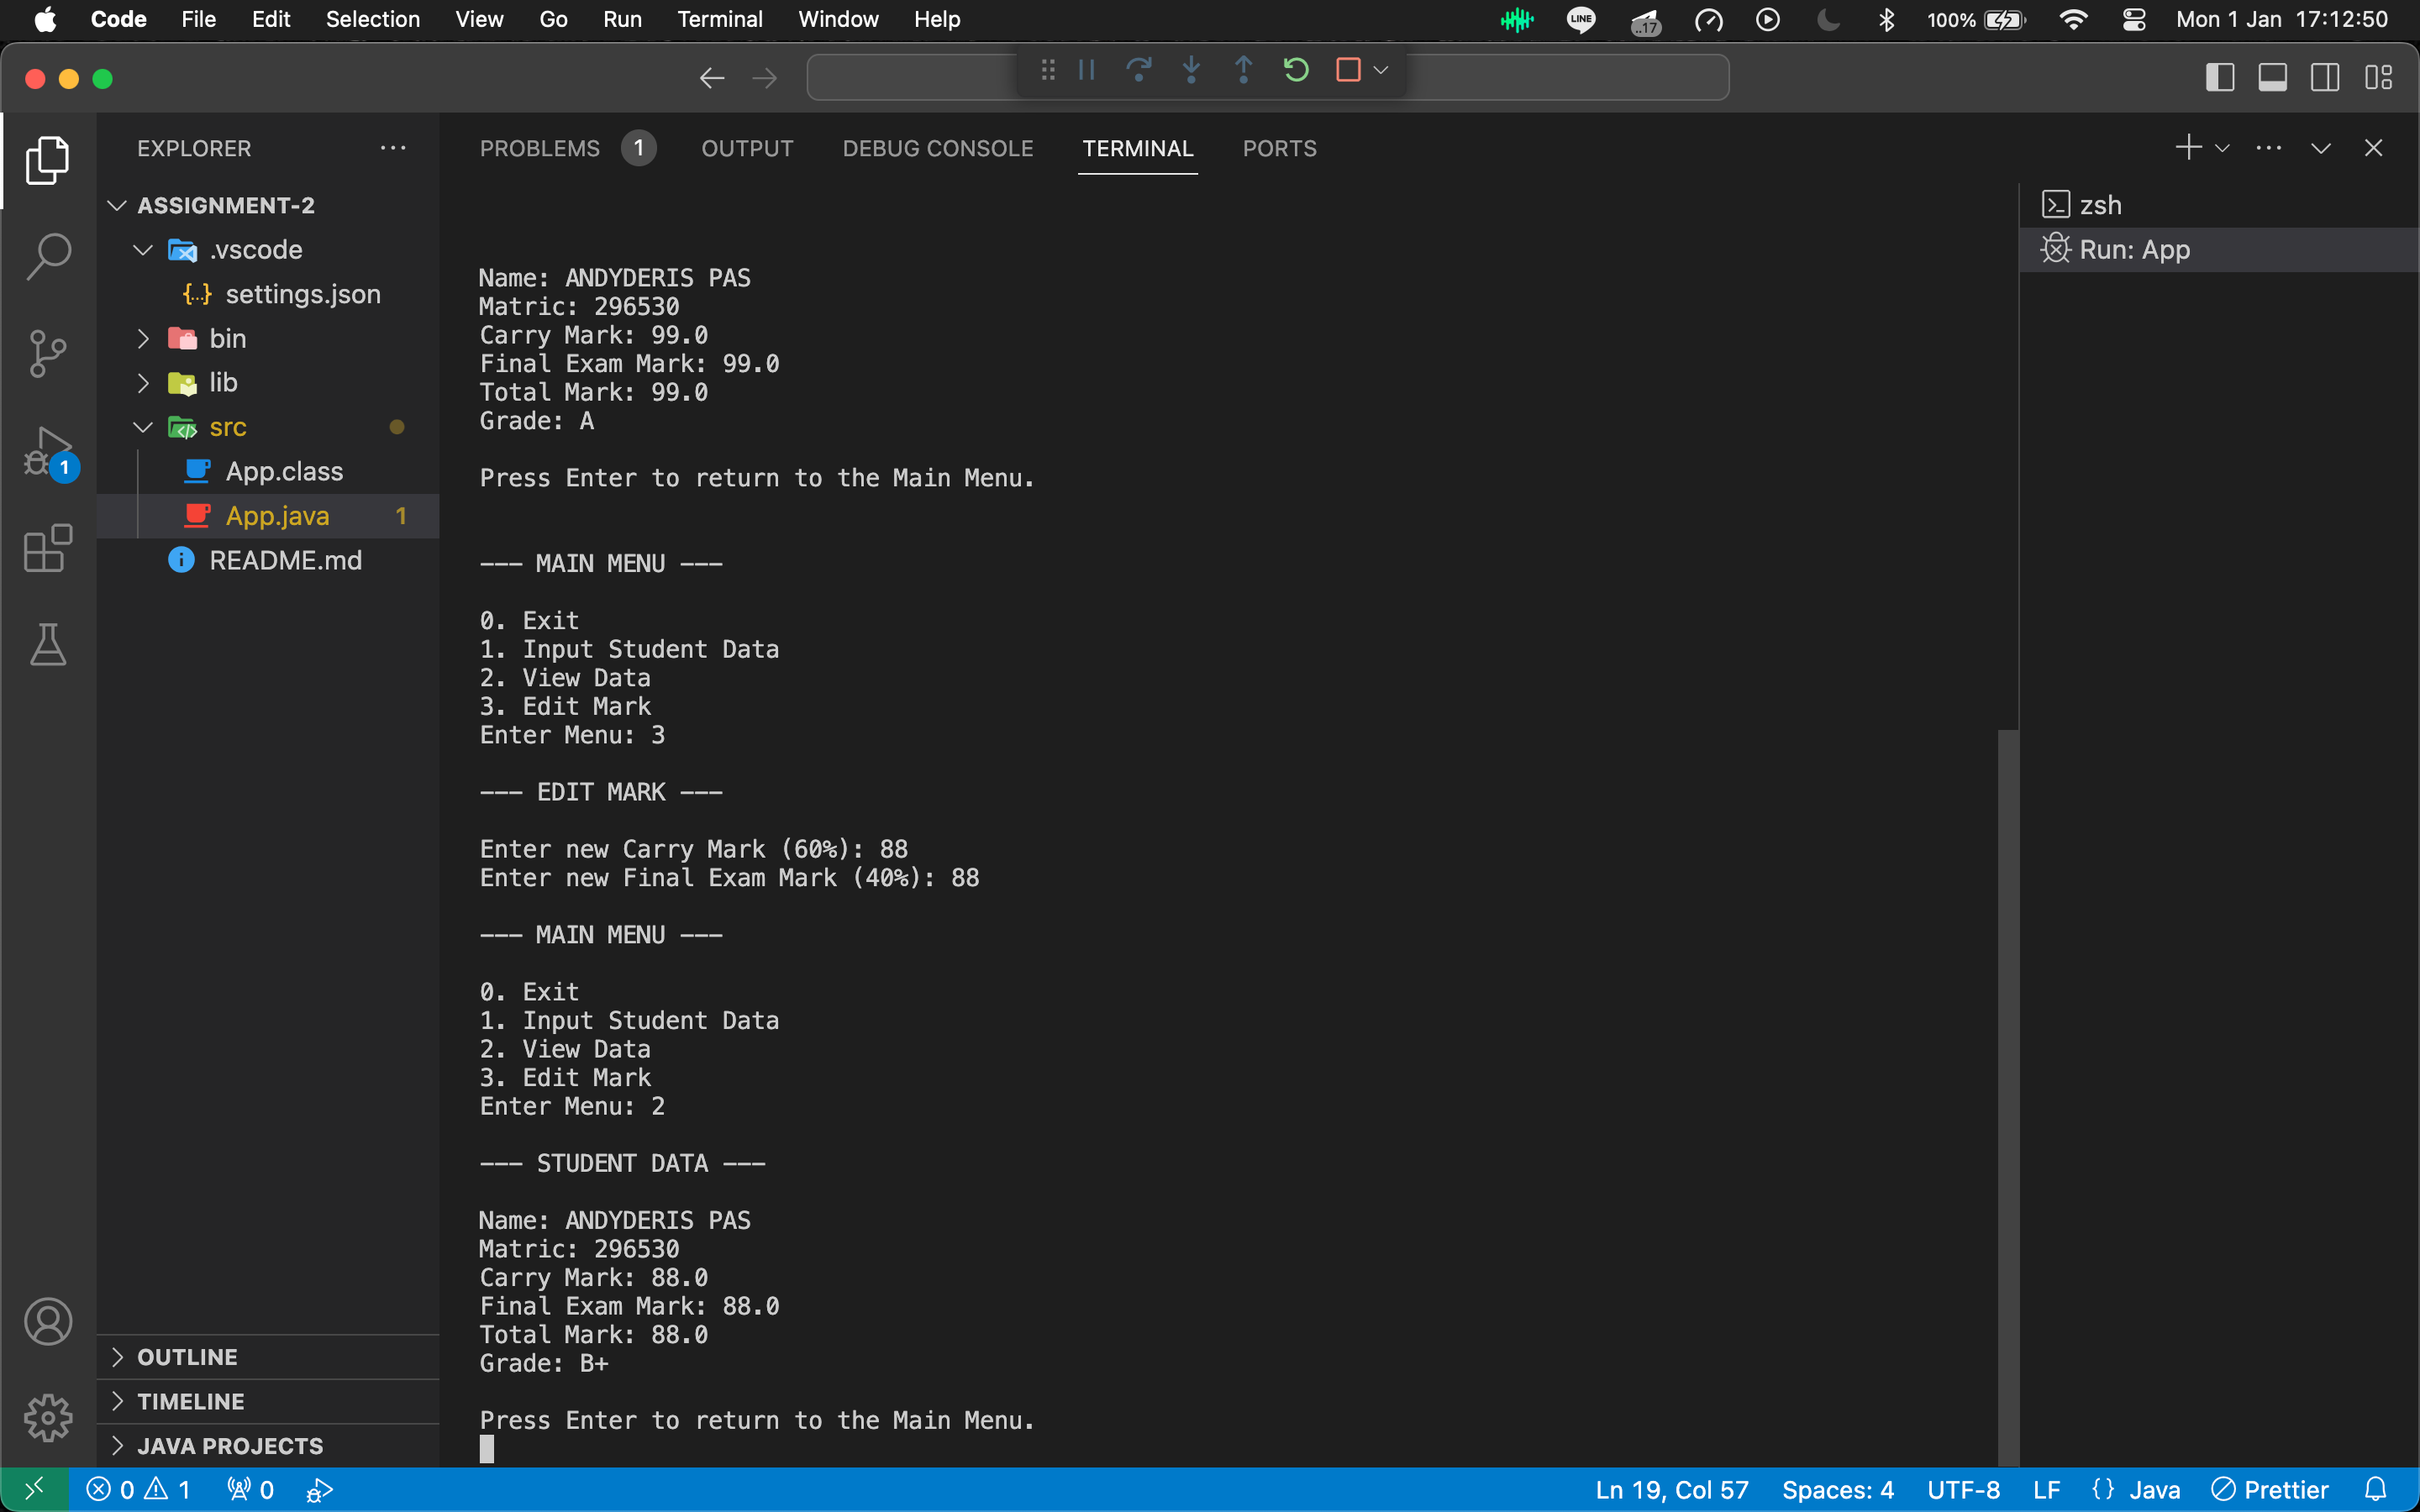 Code File Edit Selection View Go Run Terminal Window Help LINE ..17 100% Mon 1 Jan 17:12:50
EXPLORER
ASSIGNMENT-2
.vscode
{..} settings.json
bin
lib
src
App.class
App.java 1
README.md
1
OUTLINE
TIMELINE
JAVA PROJECTS
PROBLEMS 1 OUTPUT DEBUG CONSOLE TERMINAL PORTS
Name: ANDYDERIS PAS
Matric: 296530
Carry Mark: 99.0
Final Exam Mark: 99.0
Total Mark: 99.0
Grade: A
Press Enter to return to the Main Menu.
--- MAIN MENU ---
0. Exit
1. Input Student Data
2. View Data
3. Edit Mark
Enter Menu: 3
--- EDIT MARK ---
Enter new Carry Mark (60%): 88
Enter new Final Exam Mark (40%): 88
--- MAIN MENU ---
0. Exit
1. Input Student Data
2. View Data
3. Edit Mark
Enter Menu: 2
--- STUDENT DATA ---
Name: ANDYDERIS PAS
Matric: 296530
Carry Mark: 88.0
Final Exam Mark: 88.0
Total Mark: 88.0
Grade: B+
Press Enter to return to the Main Menu.
zsh
Run: App
0 1 0 Ln 19, Col 57 Spaces: 4 UTF-8 LF {} Java Prettier